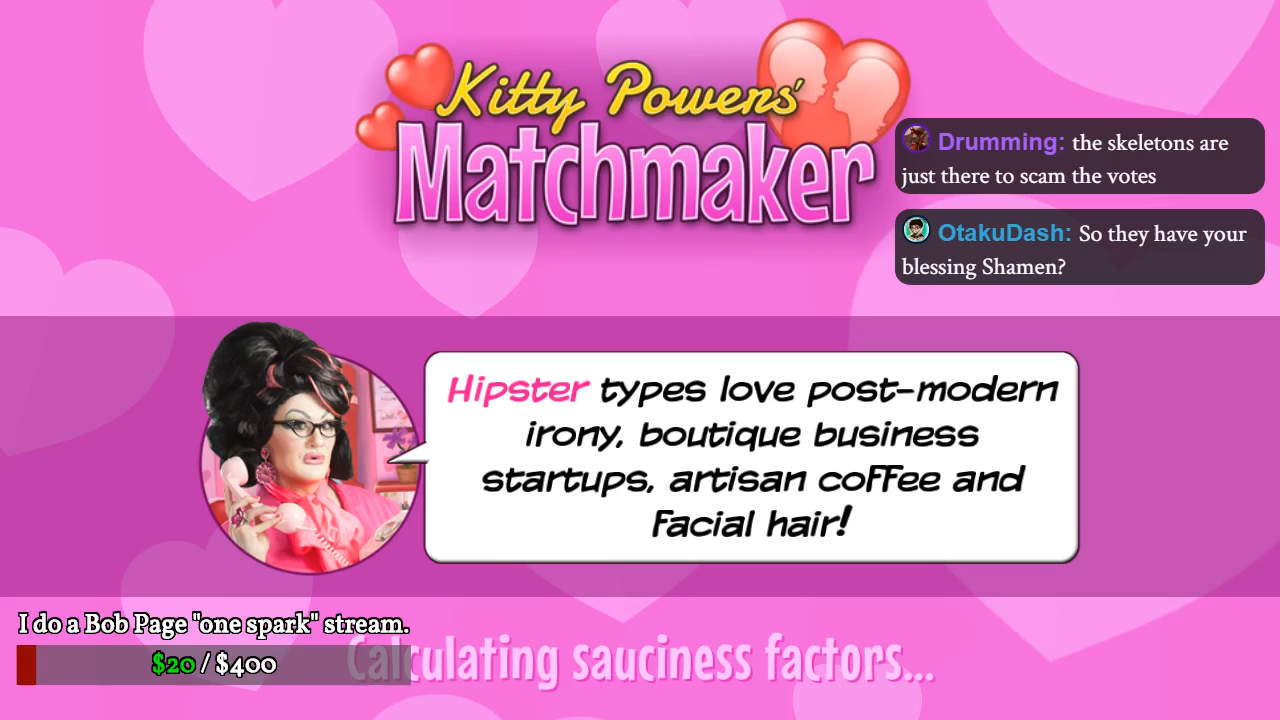 Kitty Powers'
Matchmaker
Drumming: the skeletons are
just there to scam the votes
OtakuDash: So they have your
blessing Shamen?
Hipster types love post-modern
irony, boutique business
startups, artisan coffee and
facial hair!
I do a Bob Page "one spark" stream.
$20 / $400
Calculating sauciness factors...